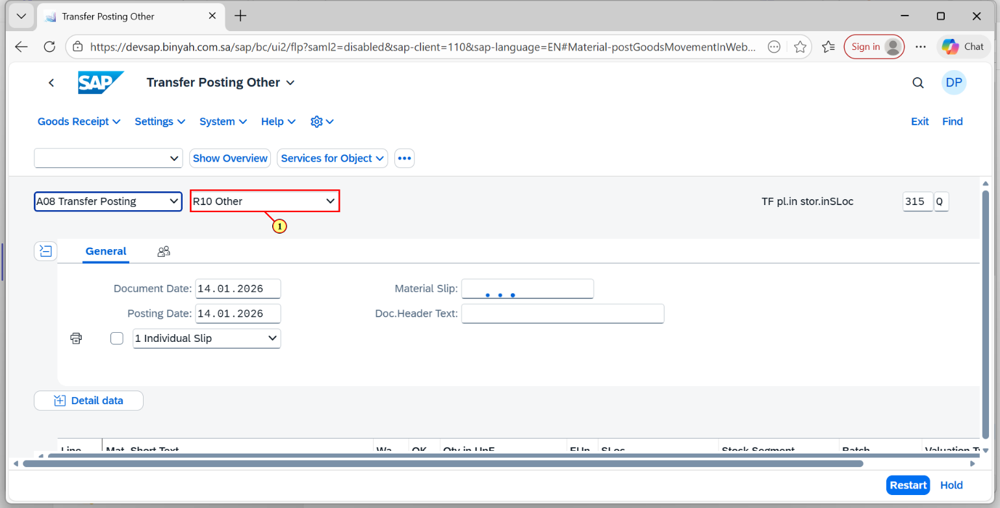 Transfer Posting Other
https://devsap.binyah.com.sa/sap/bc/ui2/flp?saml2=disabled&sap-client=110&sap-language=EN#Material-postGoodsMovementInWeb...
Sign in
Chat
SAP
Transfer Posting Other
DP
Goods Receipt
Settings
System
Help
Exit
Find
Show Overview
Services for Object
A08 Transfer Posting
R10 Other
TF pl.in stor.inSLoc
315
Q
1
General
Document Date: 14.01.2026
Material Slip:
Posting Date: 14.01.2026
Doc.Header Text:
1 Individual Slip
Detail data
Line
Mat. Short Text
Wa...
OK
Qty in UnE
EUn
SLoc
Stock Segment
Batch
Valuation Ty
Restart
Hold